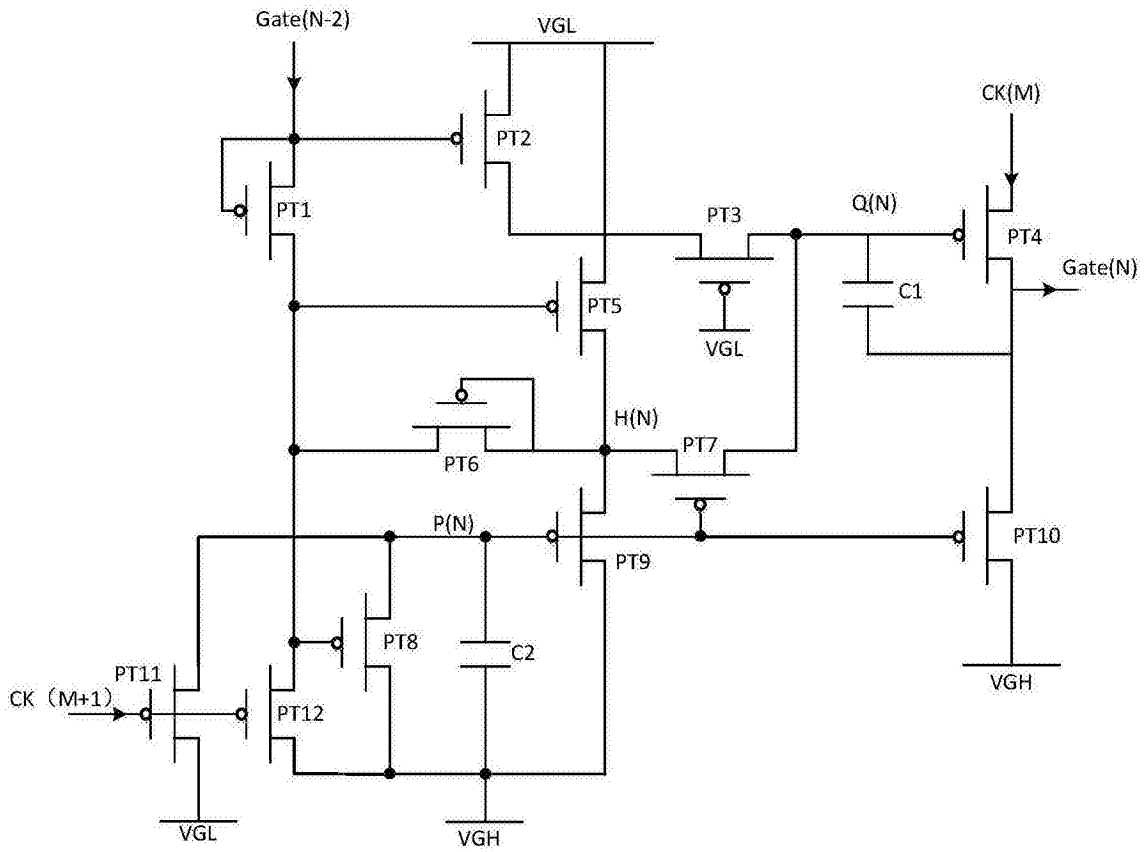 Gate(N-2)
VGL
CK(M)
PT2
PT1
PT3
Q(N)
PT4
Gate(N)
PT5
C1
VGL
H(N)
PT7
PT6
P(N)
PT9
PT10
PT8
C2
PT11
VGH
CK（M+1)
PT12
VGL
VGH